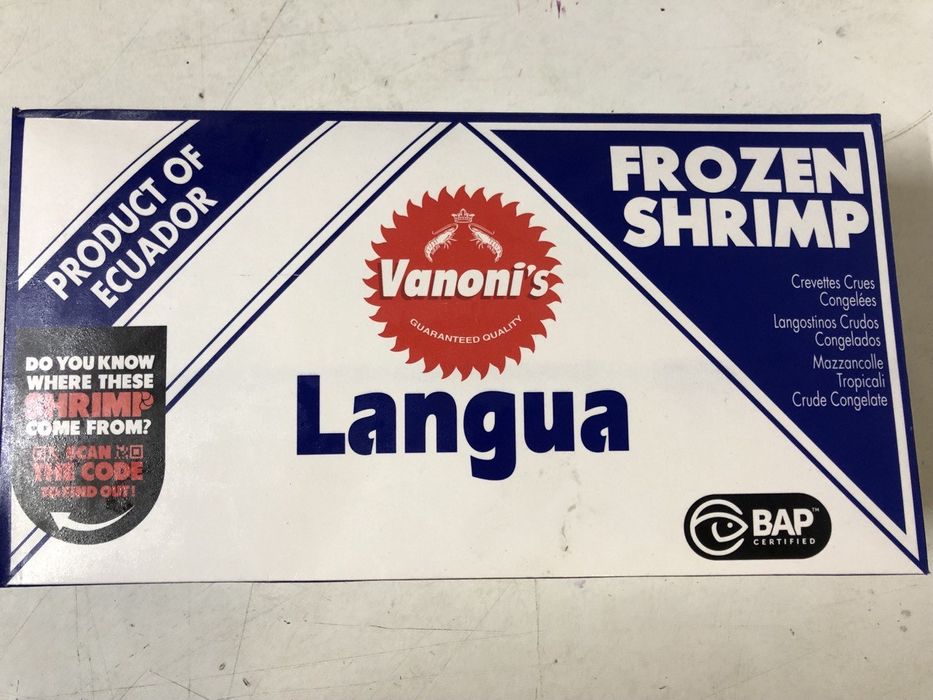 PRODUCT OF
ECUADOR
FROZEN
SHRIMP
Crevettes Crues
Congelées
Langostinos Crudos
Congelados
Mazzancolle
Tropicali
Crude Congelate
Vanoni's
GUARANTEED QUALITY
Langua
DO YOU KNOW
WHERE THESE
SHRIMP
COME FROM?
SCAN
THE CODE
TO FIND OUT!
BAP™
CERTIFIED